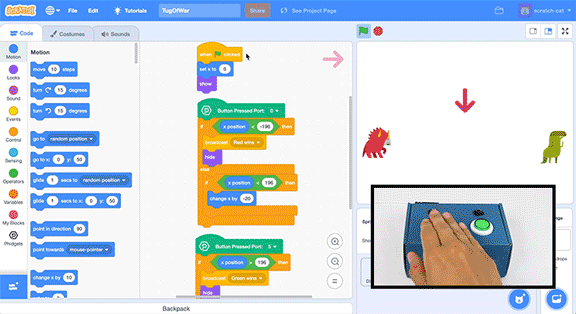 SCRATCH
File
Edit
Tutorials
TugOfWar
Share
See Project Page
scratch-cat
Code
Costumes
Sounds
Motion
Looks
Sound
Events
Control
Sensing
Operators
Variables
My Blocks
Phidgets
Motion
move 10 steps
turn 15 degrees
turn 15 degrees
go to random position
go to x: 0 y: 50
glide 1 secs to random position
glide 1 secs to x: 0 y: 50
point in direction 90
point towards mouse-pointer
change x by 10
when clicked
set x to 0
show
Button Pressed Port: 0
if x position < -196 then
broadcast Red wins
hide
else
if x position < 196 then
change x by -20
Button Pressed Port: 5
if x position < 196 then
broadcast Green wins
hide
Backpack